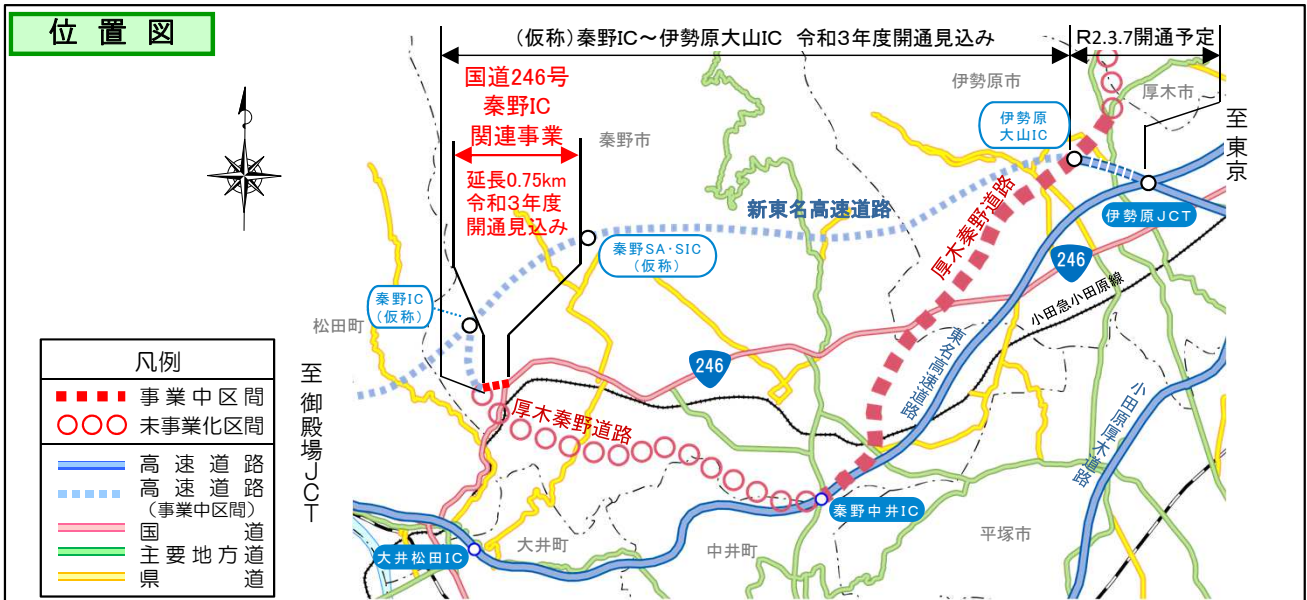 位置図
(仮称)秦野IC～伊勢原大山IC 令和3年度開通見込み
R2.3.7開通予定
国道246号
秦野IC
関連事業
延長0.75km
令和3年度
開通見込み
秦野市
伊勢原市
厚木市
伊勢原
大山IC
至東京
伊勢原JCT
新東名高速道路
厚木秦野道路
秦野SA・SIC
(仮称)
246
小田急小田原線
秦野IC
(仮称)
松田町
246
東名高速道路
小田原厚木道路
至御殿場JCT
厚木秦野道路
秦野中井IC
大井松田IC
大井町
中井町
平塚市
凡例
事業中区間
未事業化区間
高速道路
高速道路
(事業中区間)
国道
主要地方道
県道